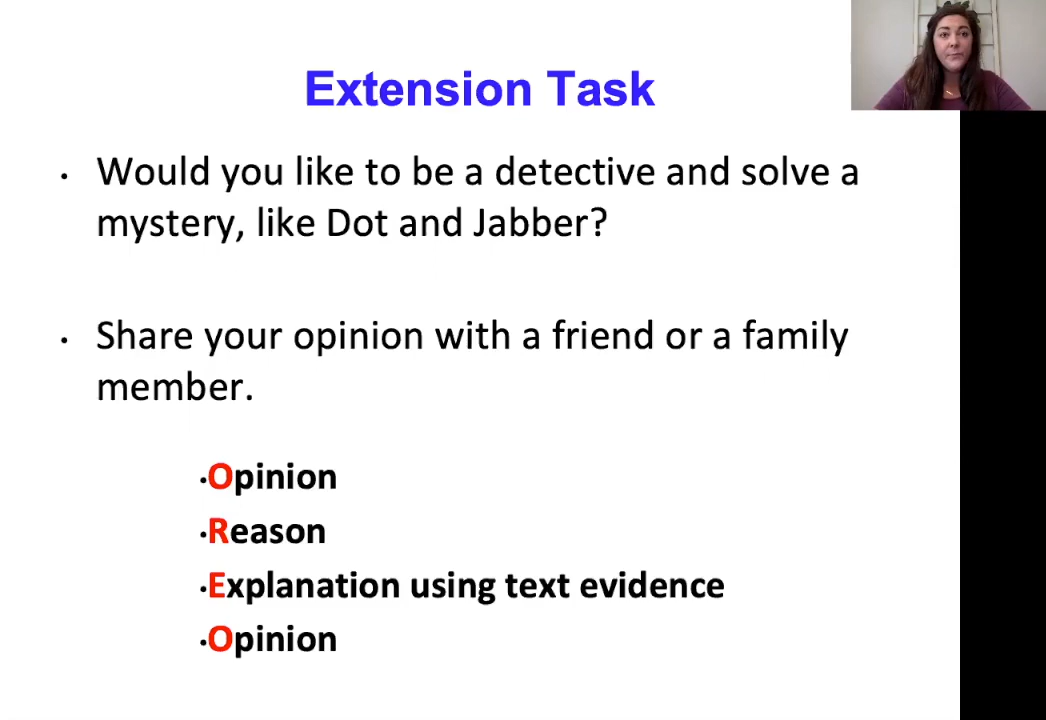 Extension Task
• Would you like to be a detective and solve a
mystery, like Dot and Jabber?
• Share your opinion with a friend or a family
member.
•Opinion
•Reason
•Explanation using text evidence
•Opinion